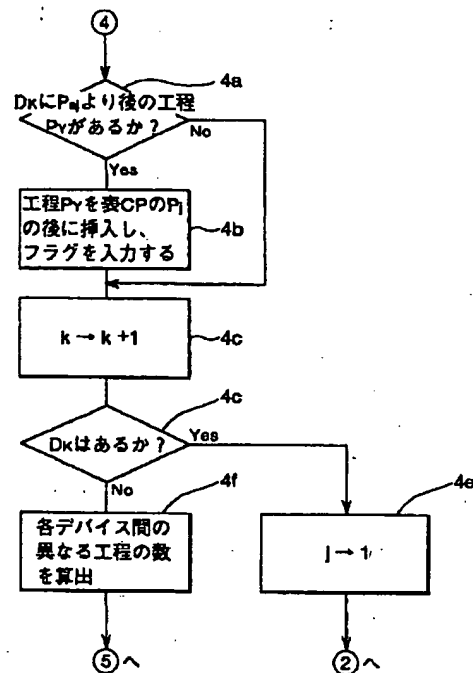 ④
4a
DKにPmjより後の工程
PYがあるか？
No
Yes
工程PYを表CPのPj
の後に挿入し、
フラグを入力する
4b
k→k+1
4c
4c
DKはあるか？
Yes
No
4f
4e
各デバイス間の
異なる工程の数
を算出
j→1
⑤へ
②へ